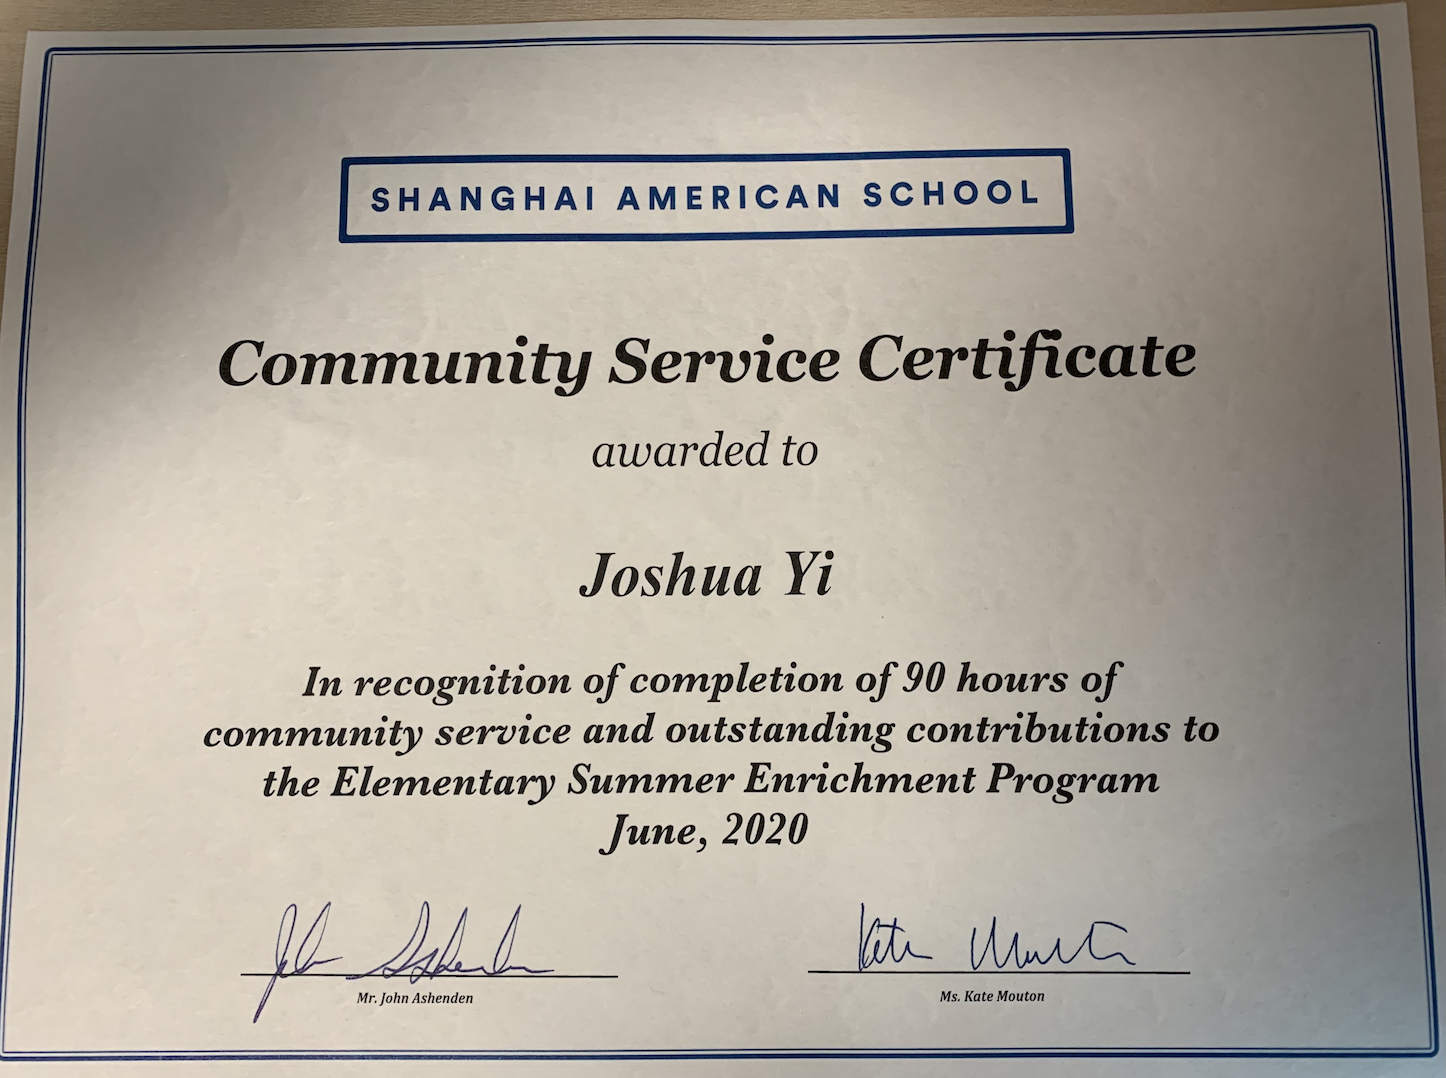 SHANGHAI AMERICAN SCHOOL
Community Service Certificate
awarded to
Joshua Yi
In recognition of completion of 90 hours of
community service and outstanding contributions to
the Elementary Summer Enrichment Program
June, 2020
John Ashenden Kate Mouton
Mr. John Ashenden Ms. Kate Mouton